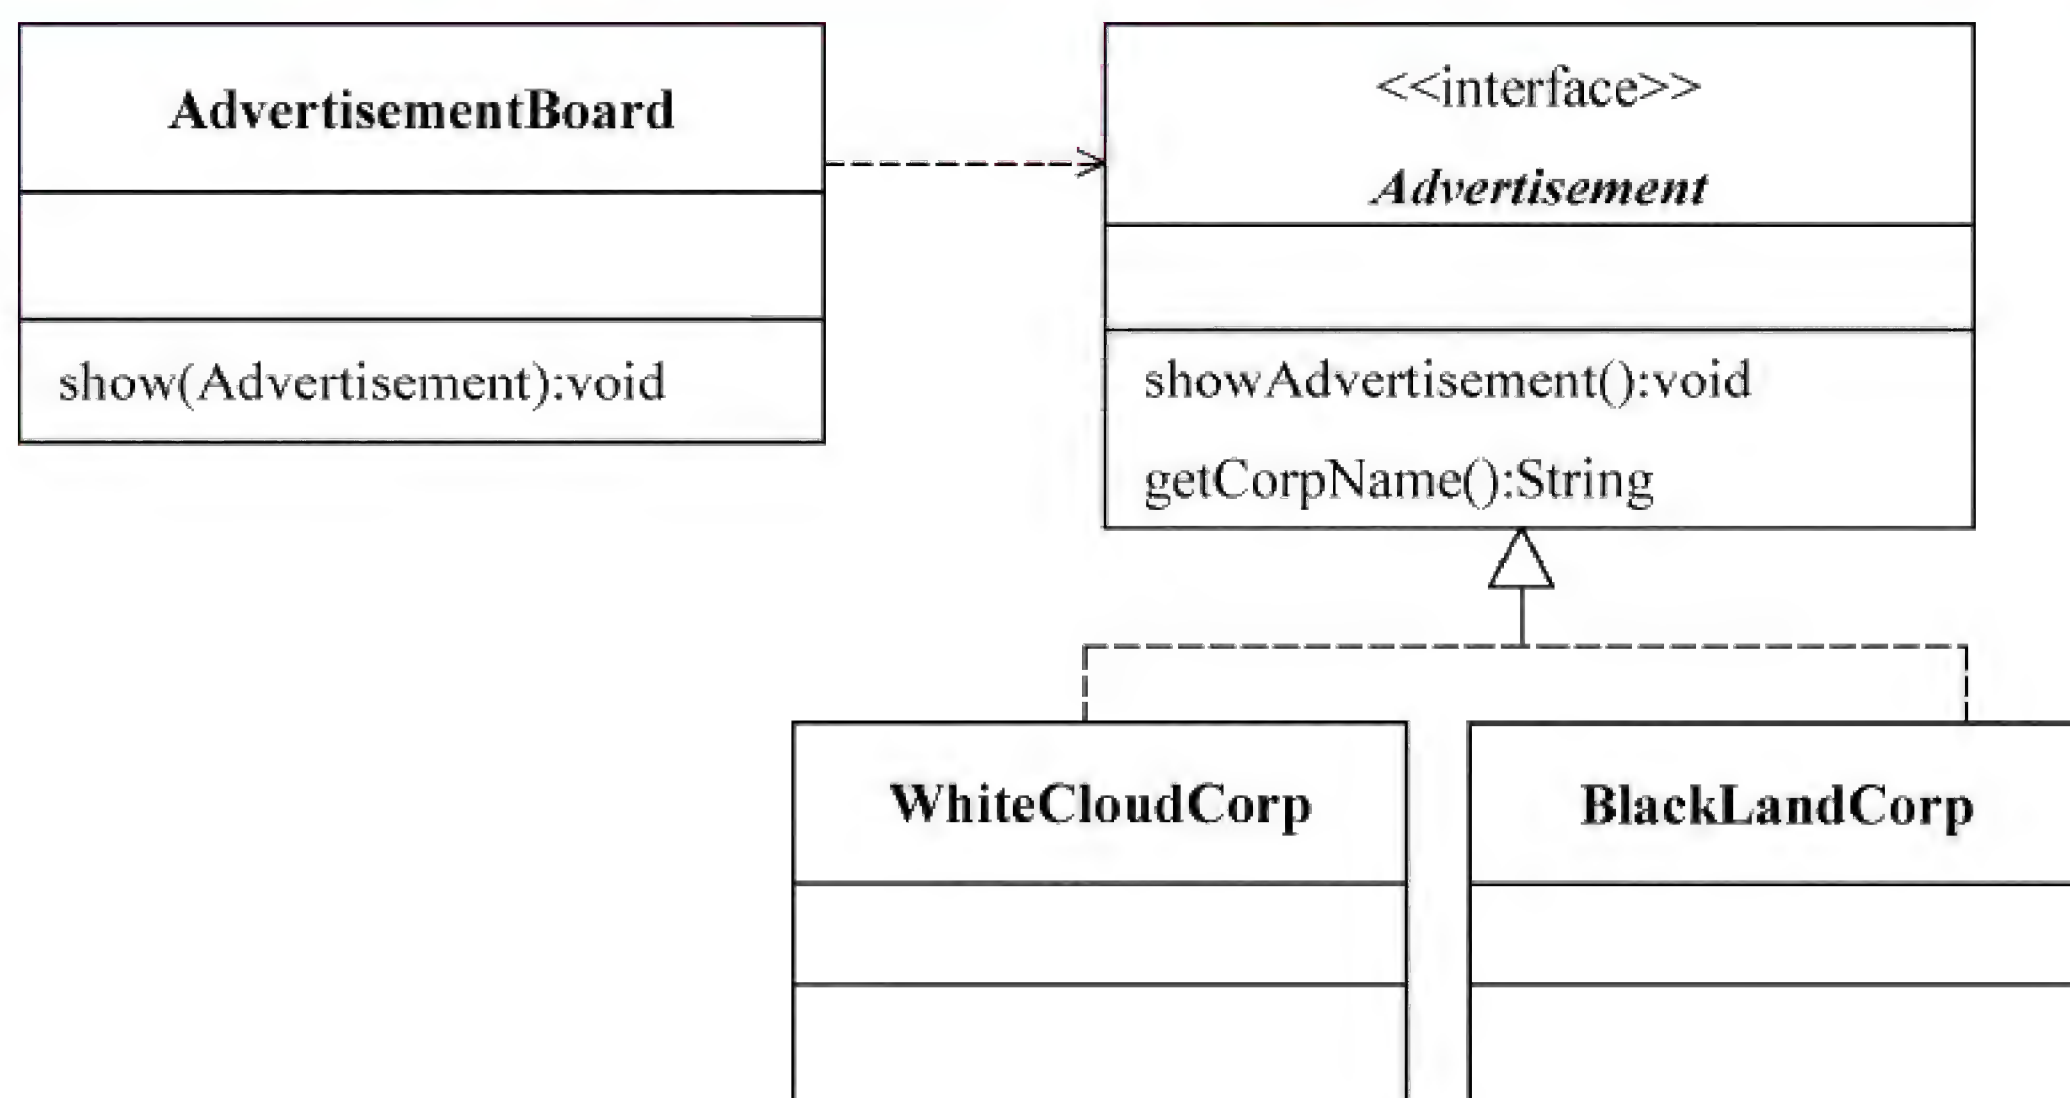 AdvertisementBoard
show(Advertisement):void
<<interface>>
Advertisement
showAdvertisement():void
getCorpName():String
WhiteCloudCorp
BlackLandCorp